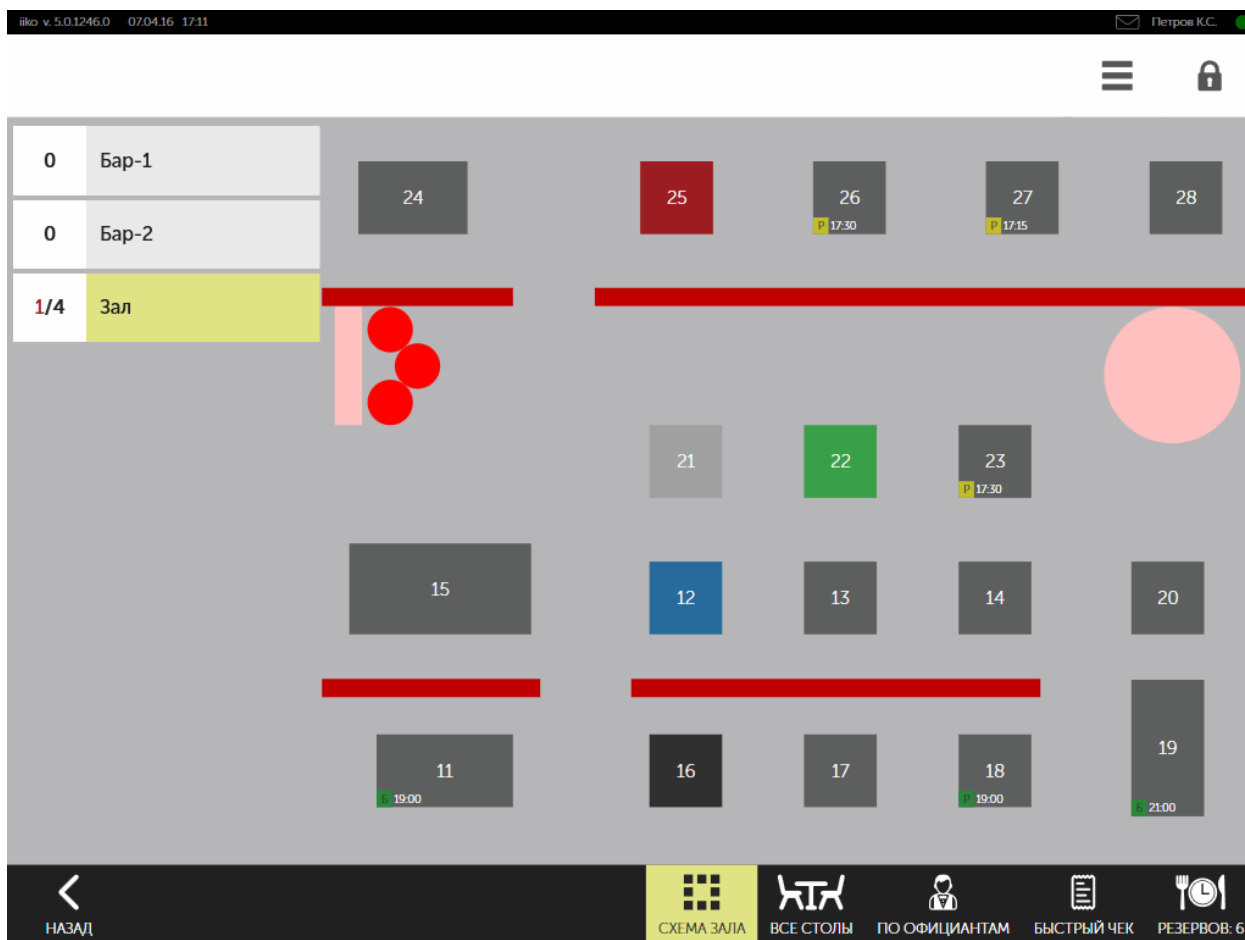 iiko v. 5.0.1246.0 07.04.16 17:11 Петров К.С.
0 Бар-1
0 Бар-2
1/4 Зал
24 25 26 27 28
Р 17:30 Р 17:15
21 22 23
Р 17:30
15 12 13 14 20
11 16 17 18 19
Б 19:00 Р 19:00 Б 21:00
НАЗАД СХЕМА ЗАЛА ВСЕ СТОЛЫ ПО ОФИЦИАНТАМ БЫСТРЫЙ ЧЕК РЕЗЕРВОВ: 6